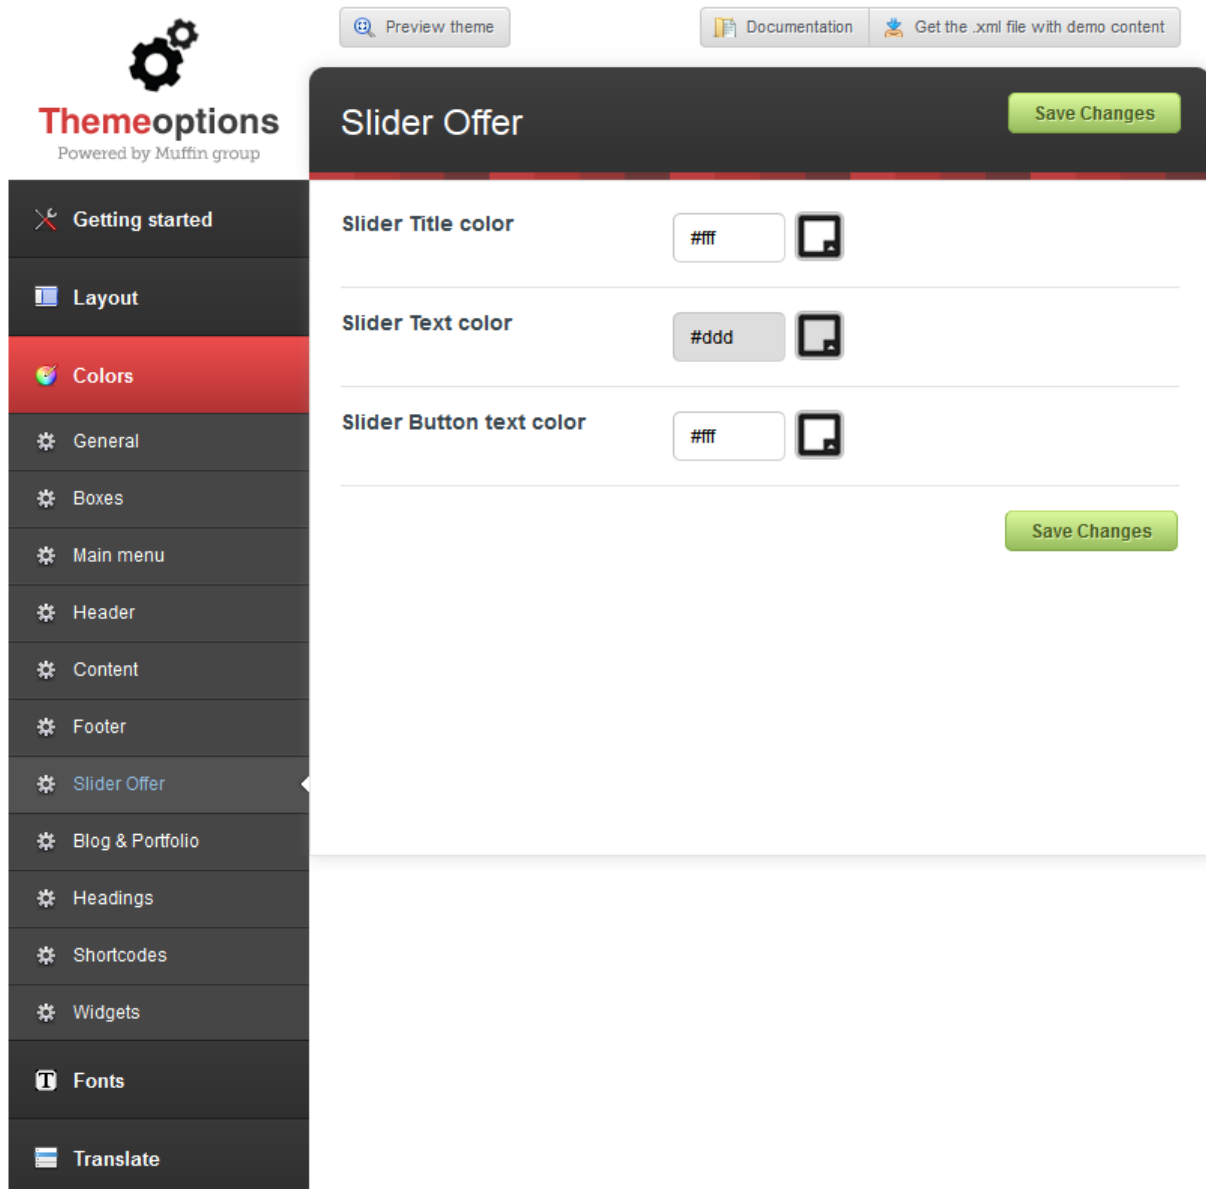 Preview theme
Documentation
Get the .xml file with demo content
Themeoptions
Powered by Muffin group
Slider Offer
Save Changes
Getting started
Layout
Colors
General
Boxes
Main menu
Header
Content
Footer
Slider Offer
Blog & Portfolio
Headings
Shortcodes
Widgets
Fonts
Translate
Slider Title color
#fff
Slider Text color
#ddd
Slider Button text color
#fff
Save Changes